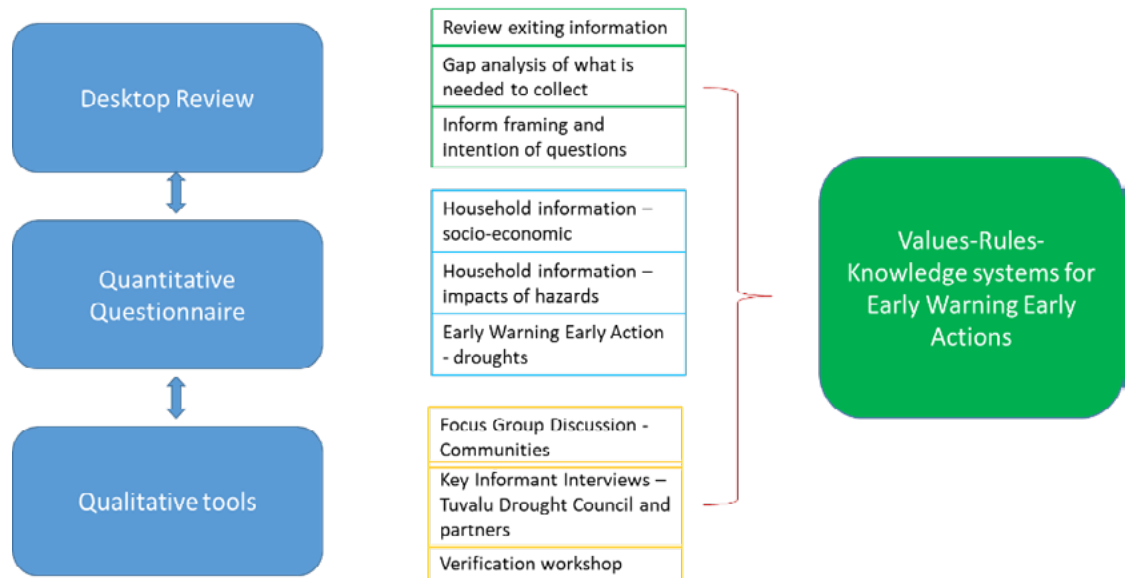 Desktop Review
Review exiting information
Gap analysis of what is
needed to collect
Inform framing and
intention of questions
Quantitative
Questionnaire
Household information –
socio-economic
Household information –
impacts of hazards
Early Warning Early Action
- droughts
Qualitative tools
Focus Group Discussion -
Communities
Key Informant Interviews –
Tuvalu Drought Council and
partners
Verification workshop
Values-Rules-
Knowledge systems for
Early Warning Early
Actions